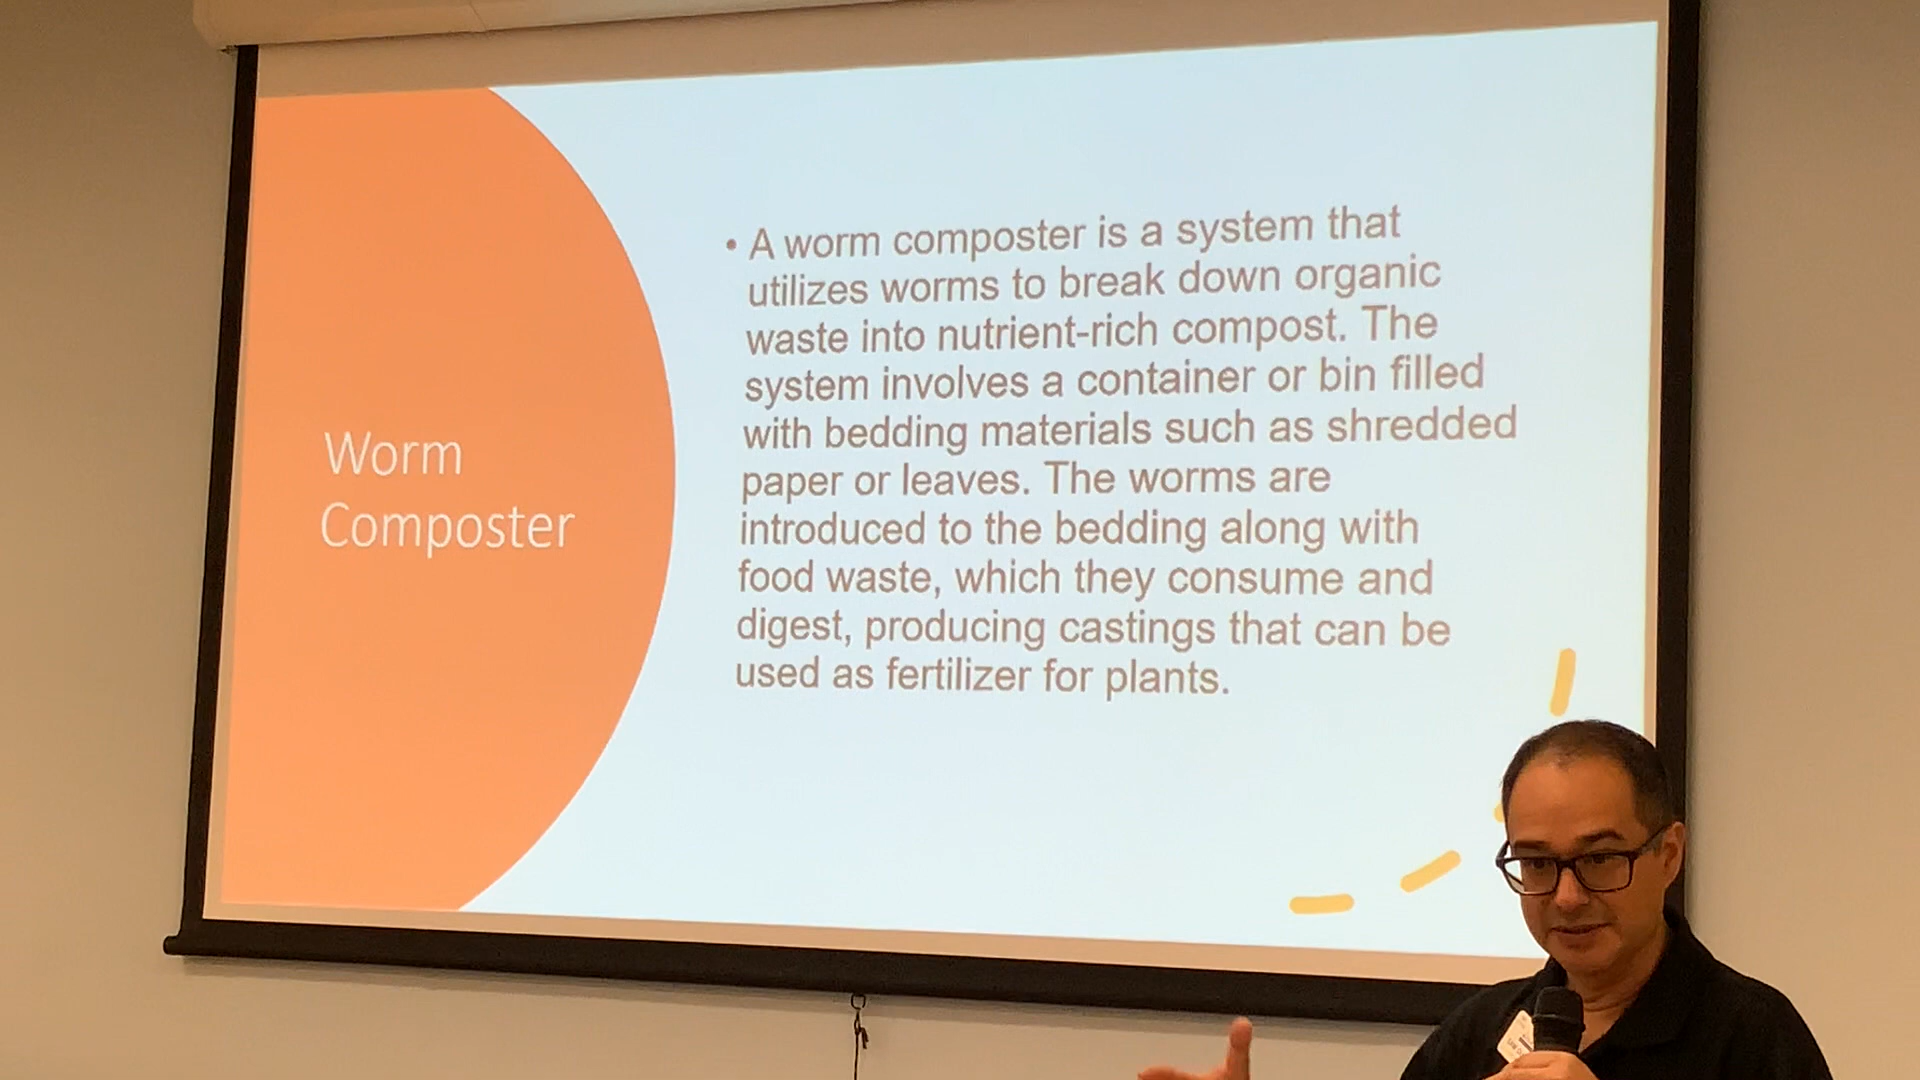 Worm
Composter
• A worm composter is a system that
utilizes worms to break down organic
waste into nutrient-rich compost. The
system involves a container or bin filled
with bedding materials such as shredded
paper or leaves. The worms are
introduced to the bedding along with
food waste, which they consume and
digest, producing castings that can be
used as fertilizer for plants.